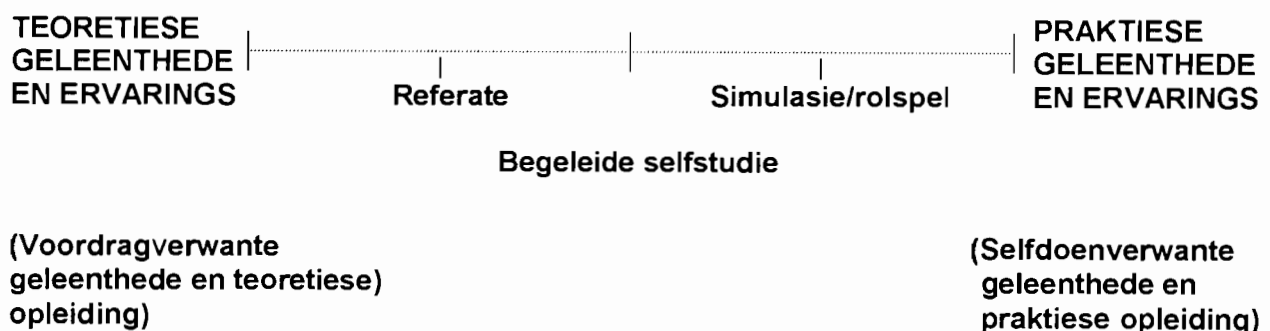 TEORETIESE
GELEENTHEDE
EN ERVARINGS
PRAKTIESE
GELEENTHEDE
EN ERVARINGS
Referate
Simulasie/rolspel
Begeleide selfstudie
(Voordragverwante
geleenthede en teoretiese)
opleiding)
(Selfdoenverwante
geleenthede en
praktiese opleiding)